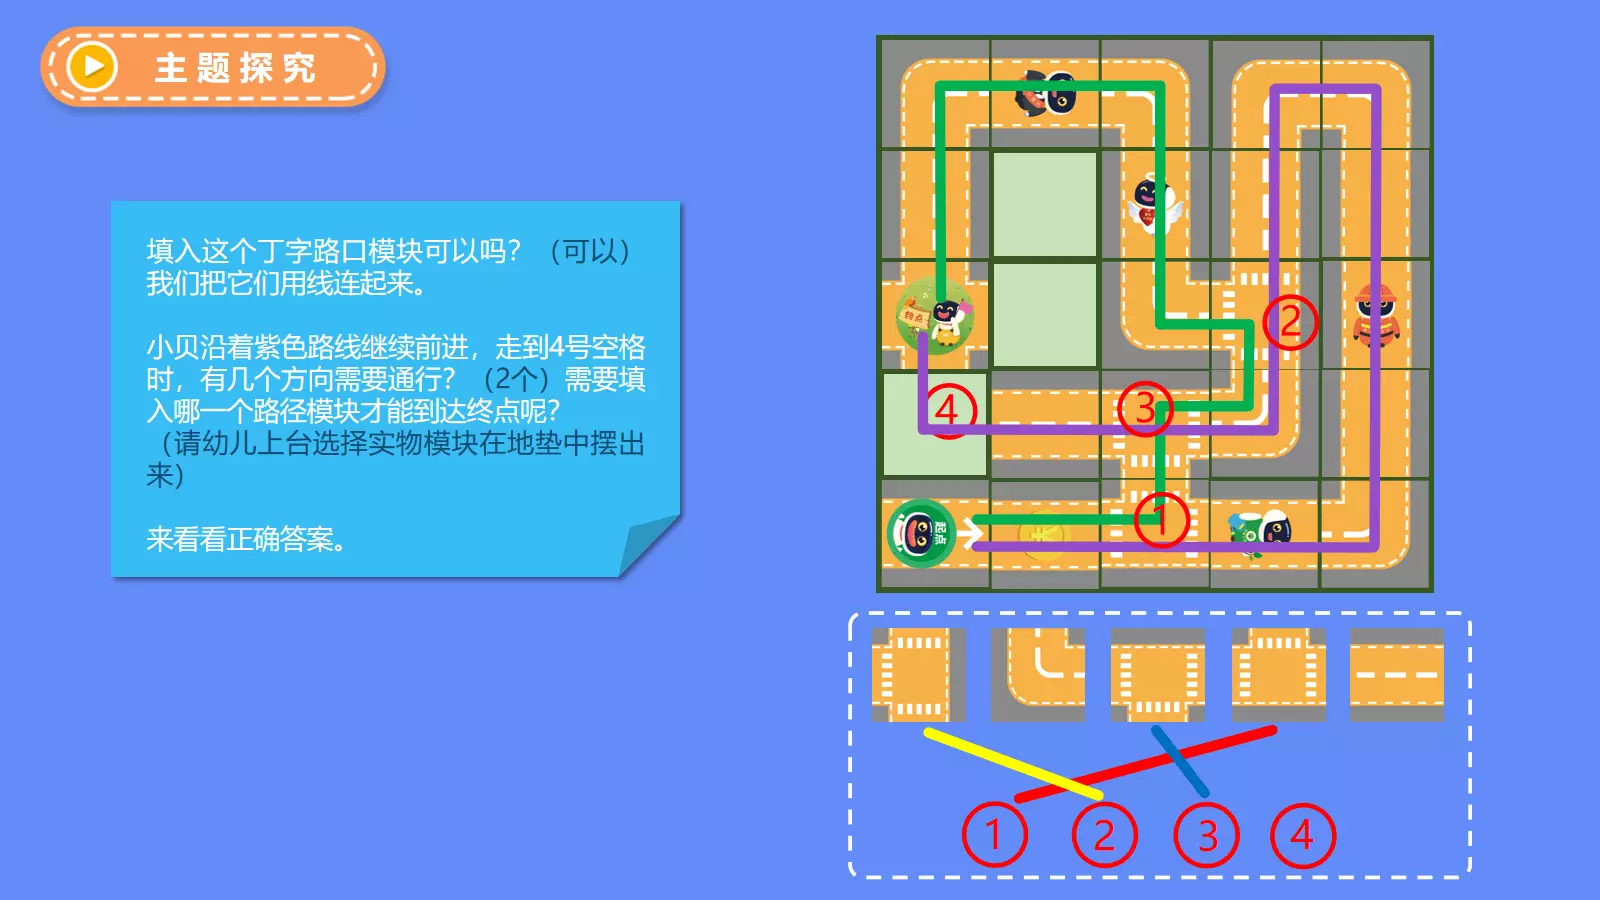 主题探究
填入这个丁字路口模块可以吗？（可以）
我们把它们用线连起来。
小贝沿着紫色路线继续前进，走到4号空格
时，有几个方向需要通行？（2个）需要填
入哪一个路径模块才能到达终点呢？
（请幼儿上台选择实物模块在地垫中摆出
来）
来看看正确答案。
终点
2
4
3
起点
1
1
2
3
4